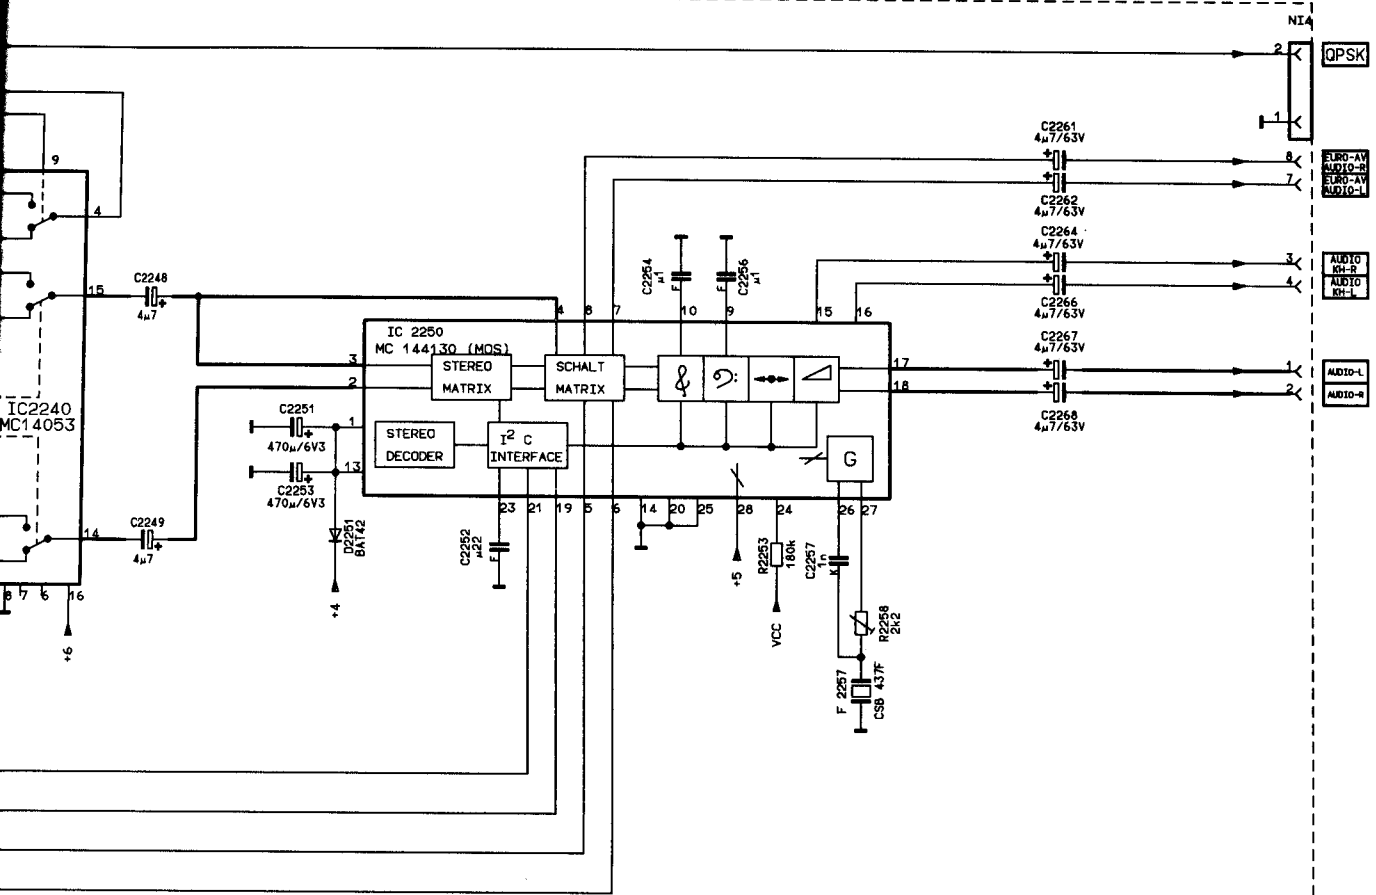 NI4
2
QPSK
1
C2261
4µ7/63V
8
EURO-AV
AUDIO-R
7
EURO-AV
AUDIO-L
C2262
4µ7/63V
9
4
C2264
4µ7/63V
3
AUDIO
KH-R
4
AUDIO
KH-L
C2266
4µ7/63V
C2254
µ1
F
C2256
µ1
F
C2248
4µ7
15
4
8
7
10
9
15
16
IC 2250
MC 144130 (MOS)
C2267
4µ7/63V
3
2
STEREO
MATRIX
SCHALT
MATRIX
17
18
1
AUDIO-L
2
AUDIO-R
C2268
4µ7/63V
IC2240
MC14053
C2251
470µ/6V3
1
STEREO
DECODER
I² C
INTERFACE
G
13
C2253
470µ/6V3
23
21
19
5
6
14
20
25
28
24
26
27
14
C2249
4µ7
D2251
BAT42
+4
C2252
µ22
F
+5
R2253
180k
VCC
C2257
1n
K
R2258
2k2
8
7
6
16
+6
F 2257
CSB 437F